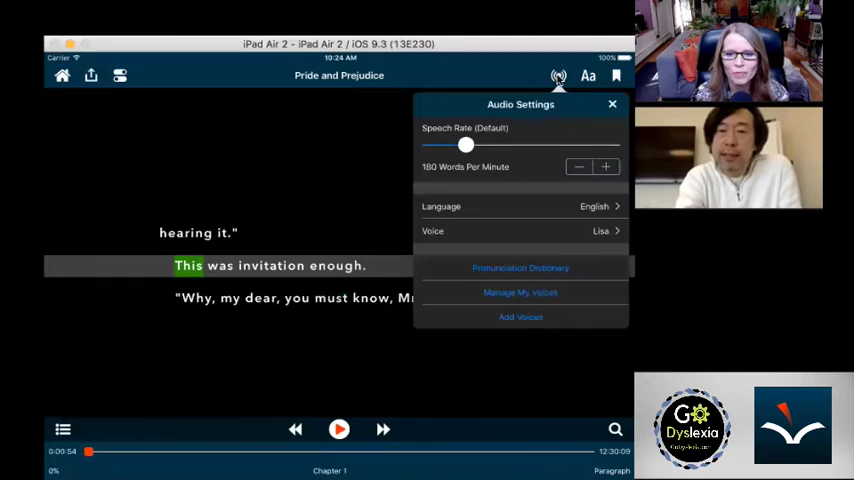 iPad Air 2 - iPad Air 2 / iOS 9.3 (13E230)
Carrier 10:24 AM 100%
Pride and Prejudice Aa
Audio Settings
Speech Rate (Default)
180 Words Per Minute
Language English
Voice Lisa
Pronunciation Dictionary
Manage My Voices
Add Voices
hearing it."
This was invitation enough.
"Why, my dear, you must know, Mr
0:00:54 12:30:09
0% Chapter 1 Paragraph
GO
Dyslexia